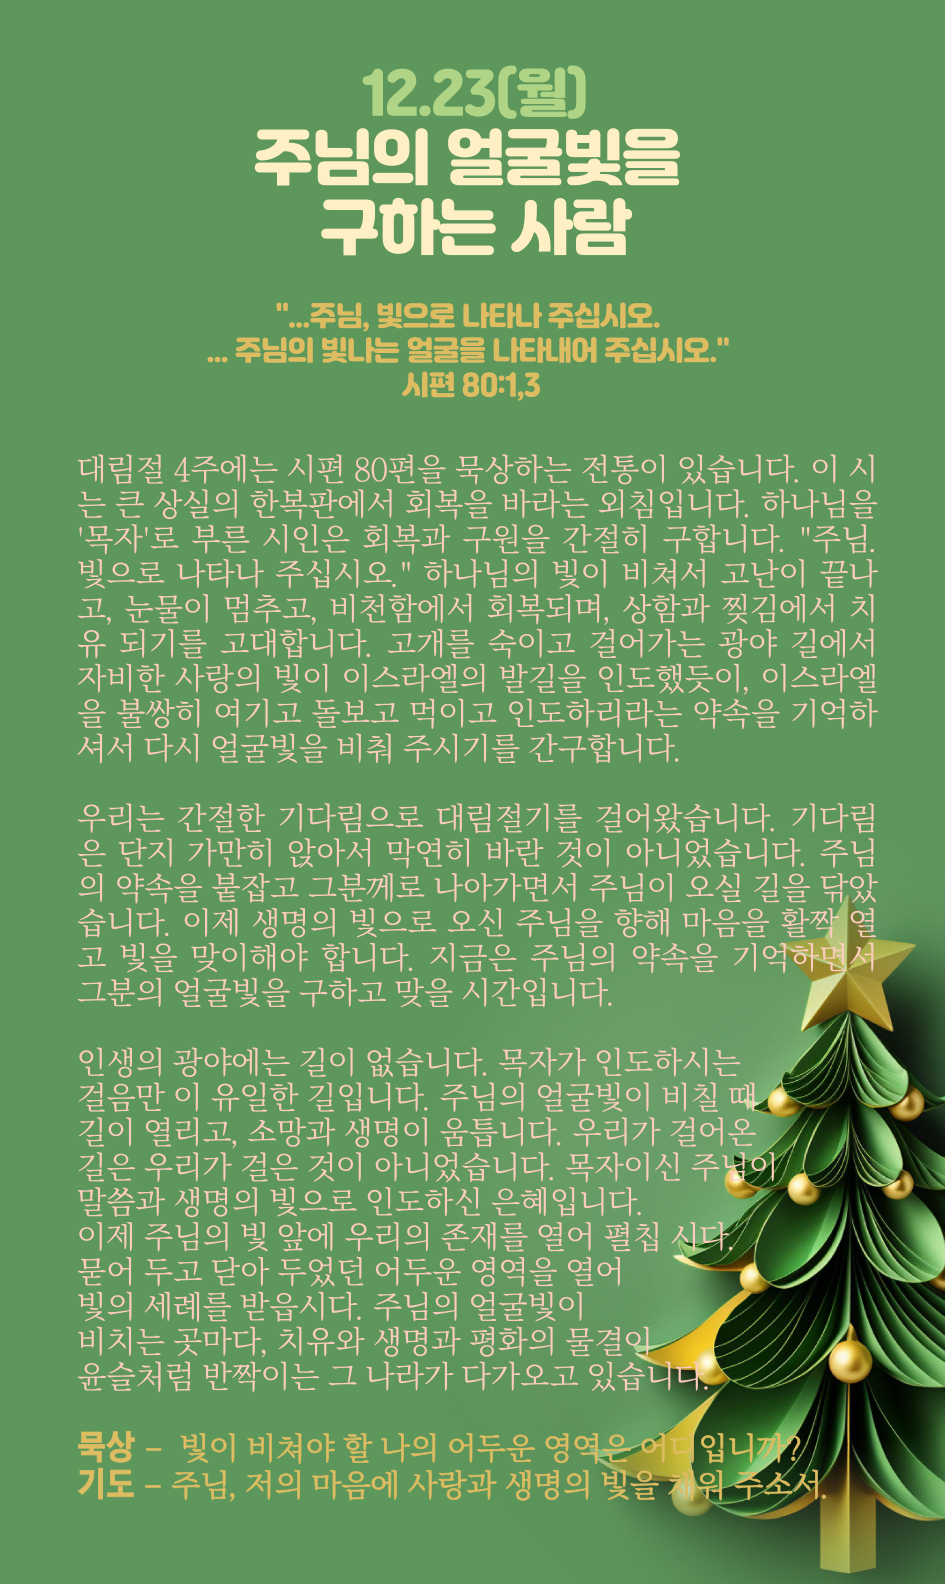 12.23(월)
주님의 얼굴빛을
구하는 사람
"...주님, 빛으로 나타나 주십시오.
... 주님의 빛나는 얼굴을 나타내어 주십시오."
시편 80:1,3
대림절 4주에는 시편 80편을 묵상하는 전통이 있습니다. 이 시
는 큰 상실의 한복판에서 회복을 바라는 외침입니다. 하나님을
'목자'로 부른 시인은 회복과 구원을 간절히 구합니다. "주님.
빛으로 나타나 주십시오." 하나님의 빛이 비쳐서 고난이 끝나
고, 눈물이 멈추고, 비천함에서 회복되며, 상함과 찢김에서 치
유 되기를 고대합니다. 고개를 숙이고 걸어가는 광야 길에서
자비한 사랑의 빛이 이스라엘의 발길을 인도했듯이, 이스라엘
을 불쌍히 여기고 돌보고 먹이고 인도하리라는 약속을 기억하
셔서 다시 얼굴빛을 비춰 주시기를 간구합니다.
우리는 간절한 기다림으로 대림절기를 걸어왔습니다. 기다림
은 단지 가만히 앉아서 막연히 바란 것이 아니었습니다. 주님
의 약속을 붙잡고 그분께로 나아가면서 주님이 오실 길을 닦았
습니다. 이제 생명의 빛으로 오신 주님을 향해 마음을 활짝 열
고 빛을 맞이해야 합니다. 지금은 주님의 약속을 기억하면서
그분의 얼굴빛을 구하고 맞을 시간입니다.
인생의 광야에는 길이 없습니다. 목자가 인도하시는
걸음만 이 유일한 길입니다. 주님의 얼굴빛이 비칠 때
길이 열리고, 소망과 생명이 움틉니다. 우리가 걸어온
길은 우리가 걸은 것이 아니었습니다. 목자이신 주님이
말씀과 생명의 빛으로 인도하신 은혜입니다.
이제 주님의 빛 앞에 우리의 존재를 열어 펼칩 시다.
묻어 두고 닫아 두었던 어두운 영역을 열어
빛의 세례를 받읍시다. 주님의 얼굴빛이
비치는 곳마다, 치유와 생명과 평화의 물결이
윤슬처럼 반짝이는 그 나라가 다가오고 있습니다.
묵상 – 빛이 비쳐야 할 나의 어두운 영역은 어디입니까?
기도 – 주님, 저의 마음에 사랑과 생명의 빛을 채워 주소서.